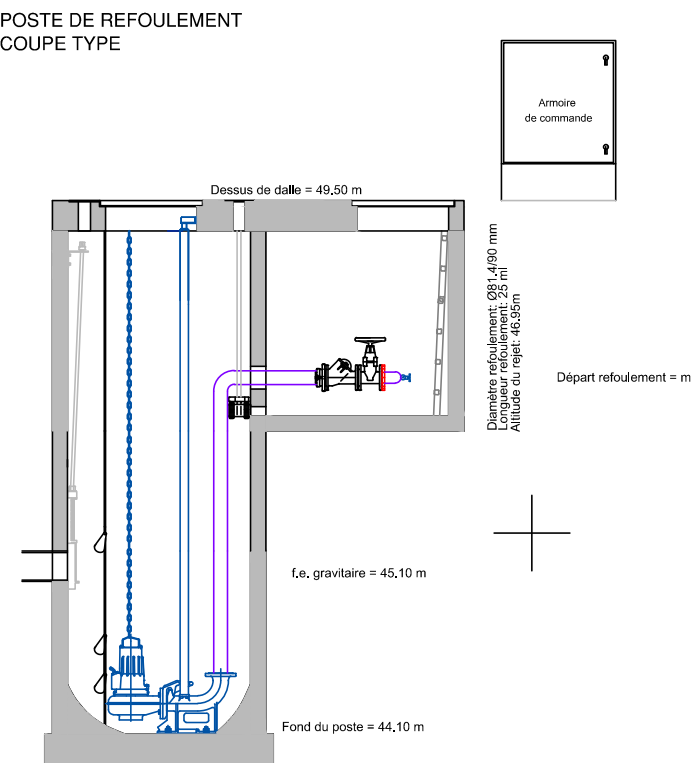 POSTE DE REFOULEMENT
COUPE TYPE
Armoire
de commande
Dessus de dalle = 49.50 m
Diamètre refoulement: Ø81.4/90 mm
Longueur refoulement: 25 ml
Altitude du rejet: 46.95m
Départ refoulement = m
f.e. gravitaire = 45.10 m
Fond du poste = 44.10 m